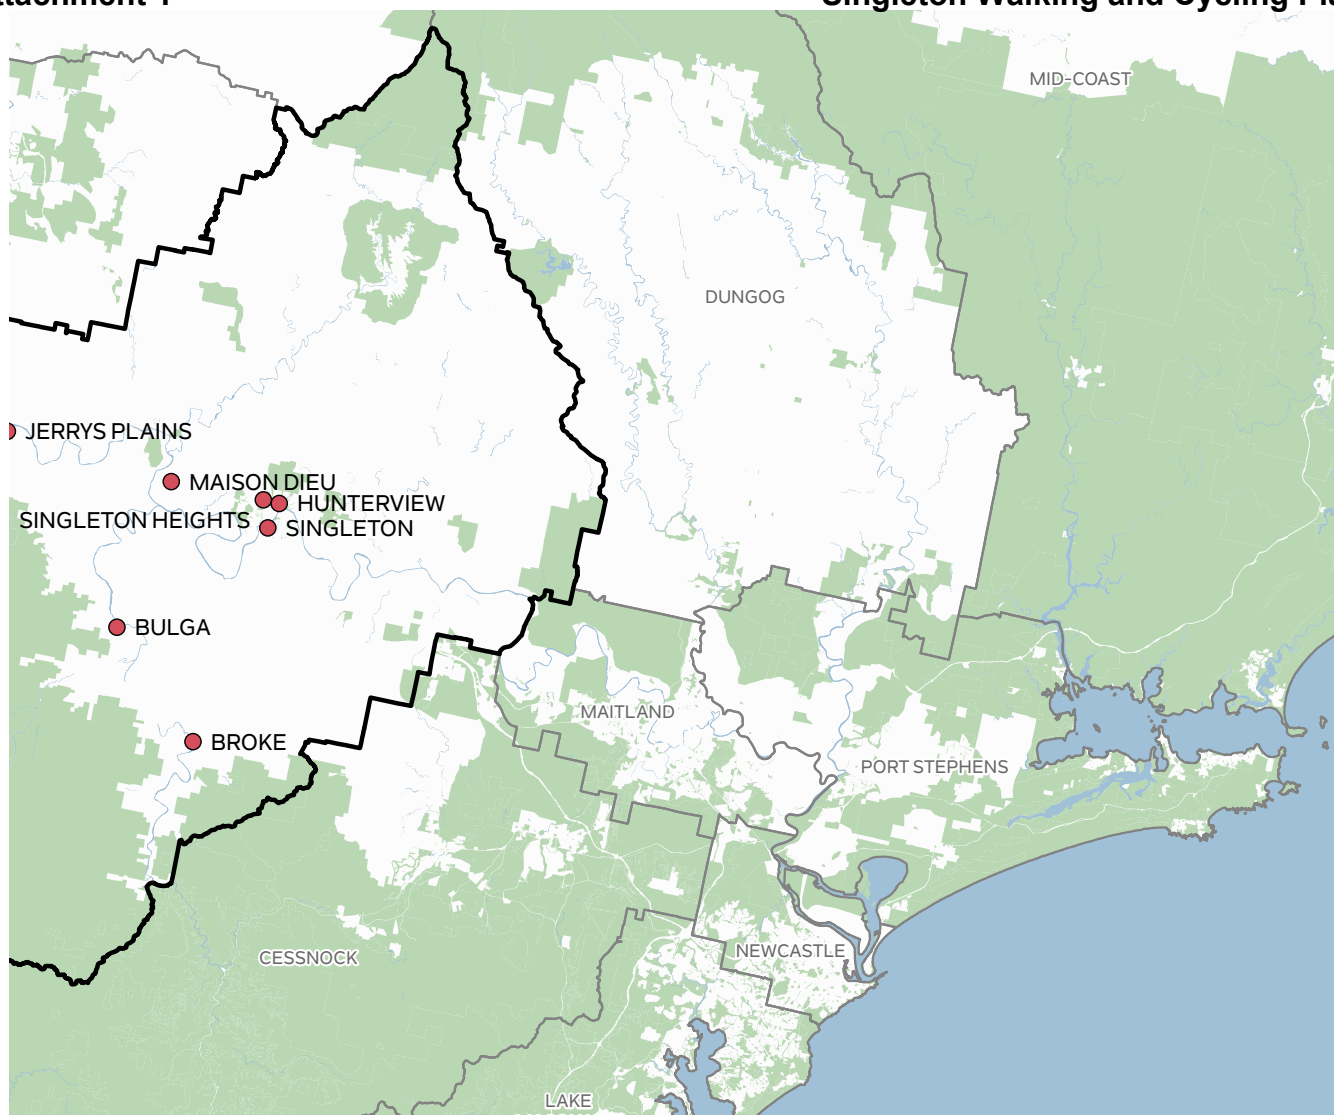 Singleton Walking and Cycling
MID-COAST
DUNGOG
JERRYS PLAINS
MAISON DIEU
HUNTERVIEW
SINGLETON HEIGHTS
SINGLETON
BULGA
MAITLAND
BROKE
PORT STEPHENS
NEWCASTLE
CESSNOCK
LAKE